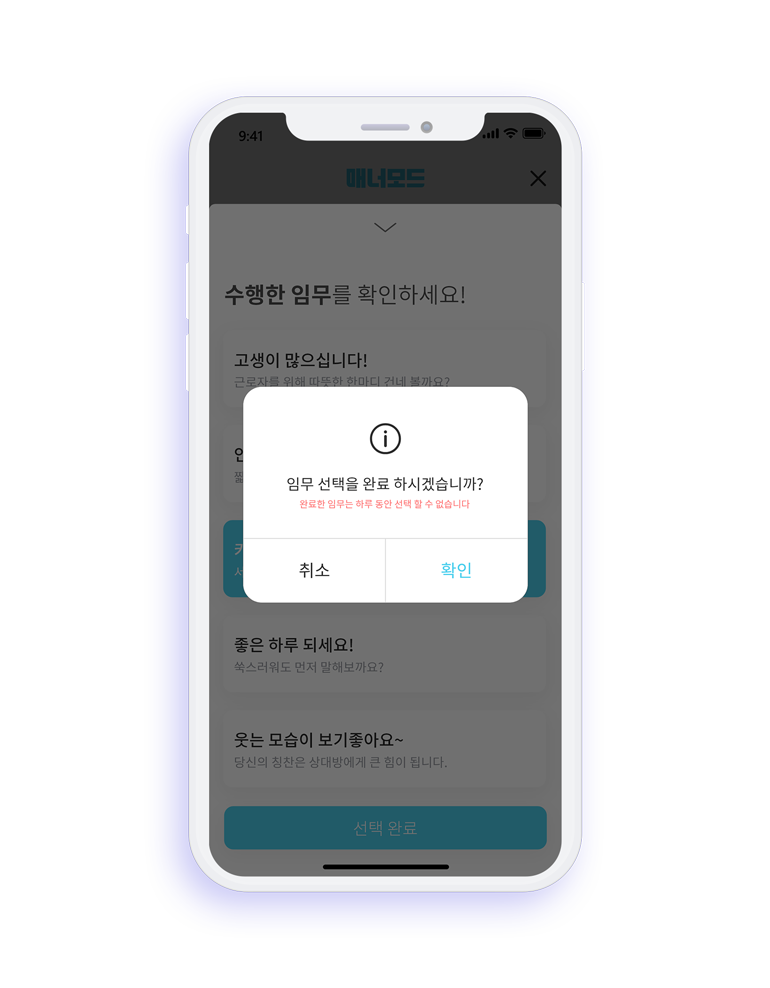 9:41
매너모드
수행한 임무를 확인하세요!
고생이 많으십니다!
근로자를 위해 따뜻한 한마디 건네 볼까요?
임무 선택을 완료 하시겠습니까?
완료한 임무는 하루 동안 선택 할 수 없습니다
취소
확인
좋은 하루 되세요!
쑥스러워도 먼저 말해보까요?
웃는 모습이 보기좋아요~
당신의 칭찬은 상대방에게 큰 힘이 됩니다.
선택 완료